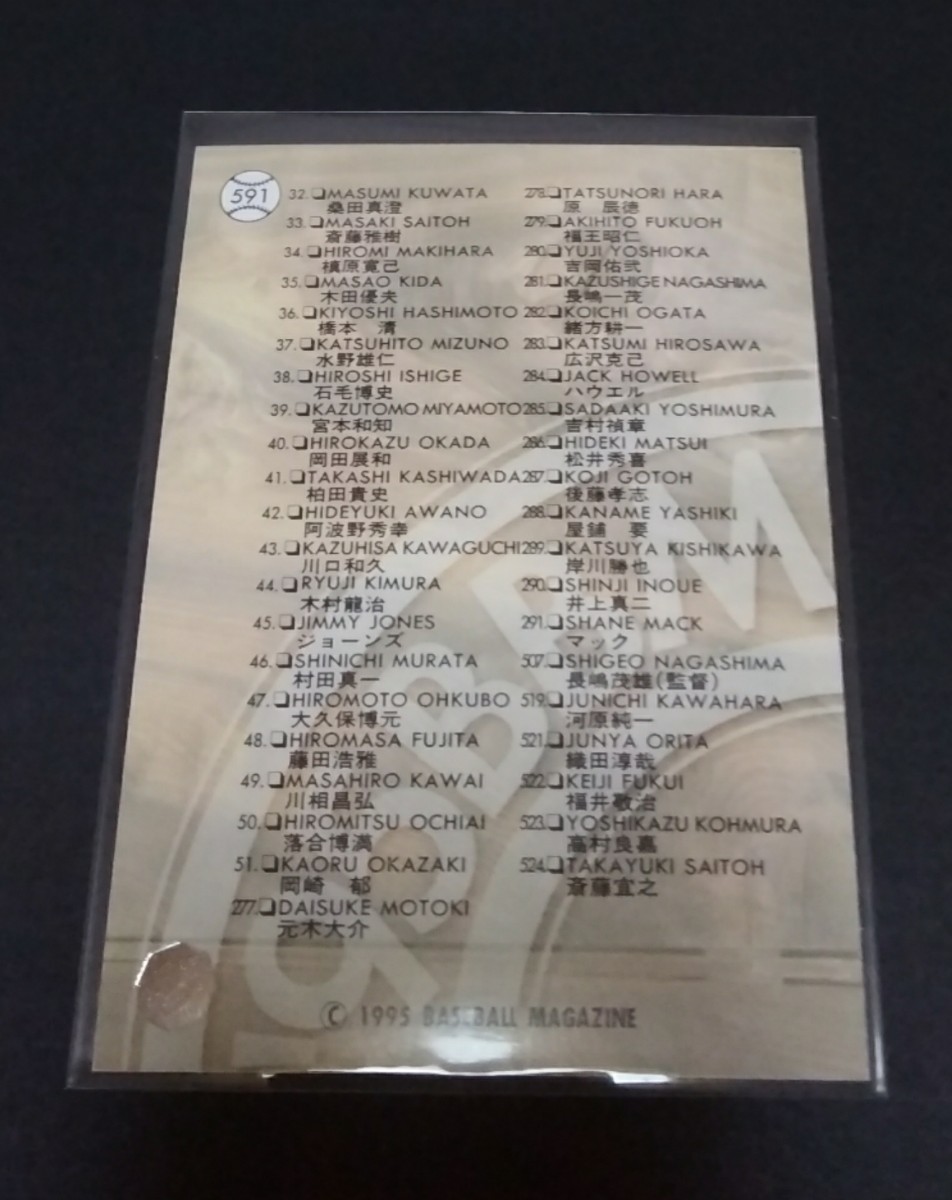 591
32.❏MASUMI KUWATA
桑田真澄
33.❏MASAKI SAITOH
斎藤雅樹
34.❏HIROMI MAKIHARA
槙原寛己
35.❏MASAO KIDA
木田優夫
36.❏KIYOSHI HASHIMOTO
橋本　清
37.❏KATSUHITO MIZUNO
水野雄仁
38.❏HIROSHI ISHIGE
石毛博史
39.❏KAZUTOMO MIYAMOTO
宮本和知
40.❏HIROKAZU OKADA
岡田展和
41.❏TAKASHI KASHIWADA
柏田貴史
42.❏HIDEYUKI AWANO
阿波野秀幸
43.❏KAZUHISA KAWAGUCHI
川口和久
44.❏RYUJI KIMURA
木村龍治
45.❏JIMMY JONES
ジョーンズ
46.❏SHINICHI MURATA
村田真一
47.❏HIROMOTO OHKUBO
大久保博元
48.❏HIROMASA FUJITA
藤田浩雅
49.❏MASAHIRO KAWAI
川相昌弘
50.❏HIROMITSU OCHIAI
落合博満
51.❏KAORU OKAZAKI
岡崎　郁
277.❏DAISUKE MOTOKI
元木大介
278.❏TATSUNORI HARA
原　辰徳
279.❏AKIHITO FUKUOH
福王昭仁
280.❏YUJI YOSHIOKA
吉岡佑弐
281.❏KAZUSHIGE NAGASHIMA
長嶋一茂
282.❏KOICHI OGATA
緒方耕一
283.❏KATSUMI HIROSAWA
広沢克己
284.❏JACK HOWELL
ハウエル
285.❏SADAAKI YOSHIMURA
吉村禎章
286.❏HIDEKI MATSUI
松井秀喜
287.❏KOJI GOTOH
後藤孝志
288.❏KANAME YASHIKI
屋鋪　要
289.❏KATSUYA KISHIKAWA
岸川勝也
290.❏SHINJI INOUE
井上真二
291.❏SHANE MACK
マック
507.❏SHIGEO NAGASHIMA
長嶋茂雄(監督)
519.❏JUNICHI KAWAHARA
河原純一
521.❏JUNYA ORITA
織田淳哉
522.❏KEIJI FUKUI
福井敬治
523.❏YOSHIKAZU KOHMURA
高村良嘉
524.❏TAKAYUKI SAITOH
斎藤宜之
BBM
© 1995 BASEBALL MAGAZINE